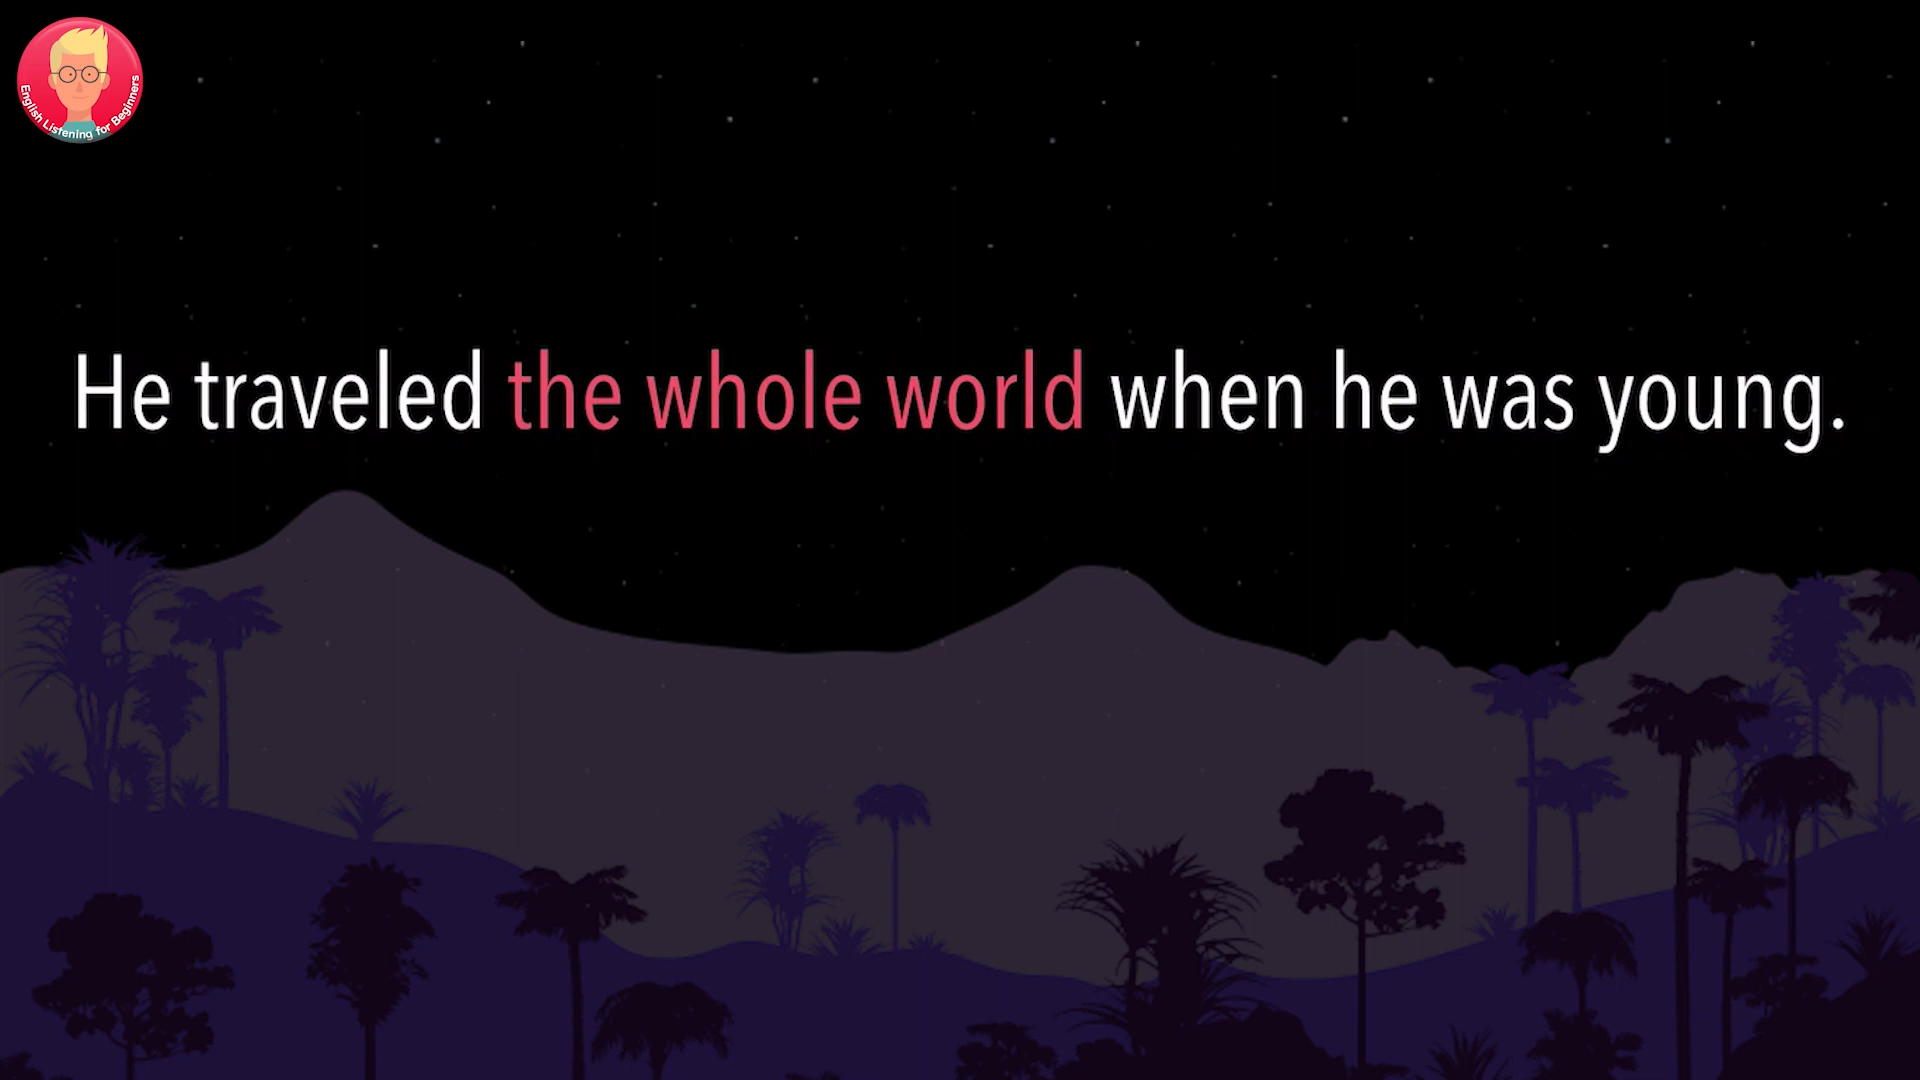 English Listening for Beginners
He traveled the whole world when he was young.